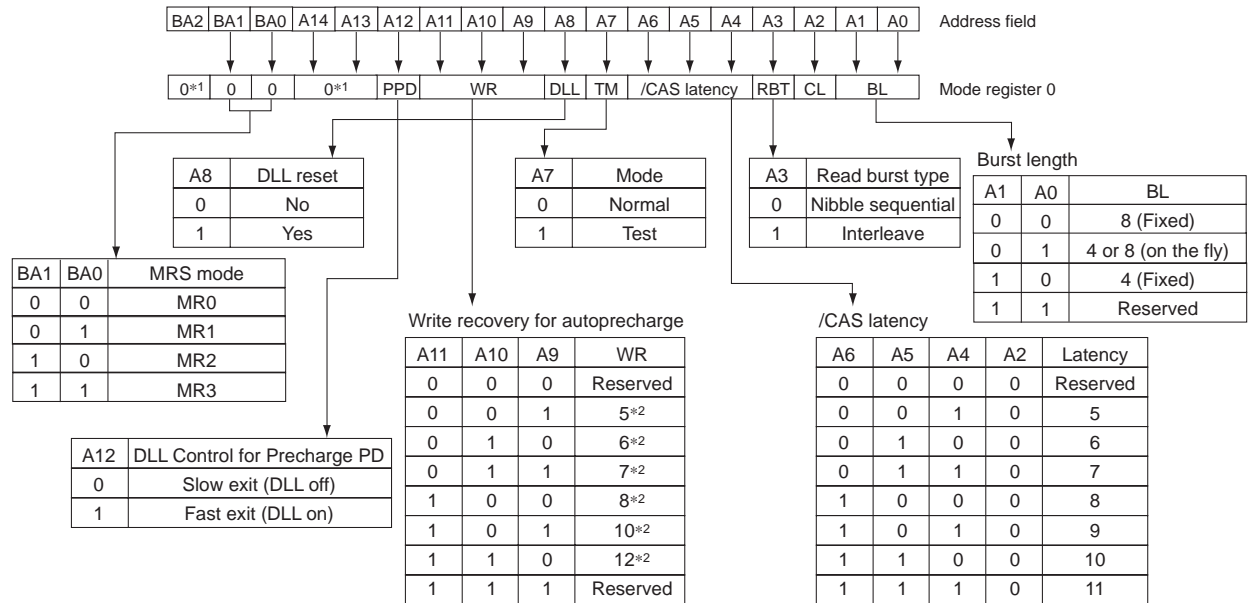 BA2 BA1 BA0 A14 A13 A12 A11 A10 A9 A8 A7 A6 A5 A4 A3 A2 A1 A0 Address field
0*1 0 0 0*1 PPD WR DLL TM /CAS latency RBT CL BL Mode register 0
A8 DLL reset
0 No
1 Yes
A7 Mode
0 Normal
1 Test
A3 Read burst type
0 Nibble sequential
1 Interleave
Burst length
A1 A0 BL
0 0 8 (Fixed)
0 1 4 or 8 (on the fly)
1 0 4 (Fixed)
1 1 Reserved
BA1 BA0 MRS mode
0 0 MR0
0 1 MR1
1 0 MR2
1 1 MR3
A12 DLL Control for Precharge PD
0 Slow exit (DLL off)
1 Fast exit (DLL on)
Write recovery for autoprecharge
A11 A10 A9 WR
0 0 0 Reserved
0 0 1 5*2
0 1 0 6*2
0 1 1 7*2
1 0 0 8*2
1 0 1 10*2
1 1 0 12*2
1 1 1 Reserved
/CAS latency
A6 A5 A4 A2 Latency
0 0 0 0 Reserved
0 0 1 0 5
0 1 0 0 6
0 1 1 0 7
1 0 0 0 8
1 0 1 0 9
1 1 0 0 10
1 1 1 0 11